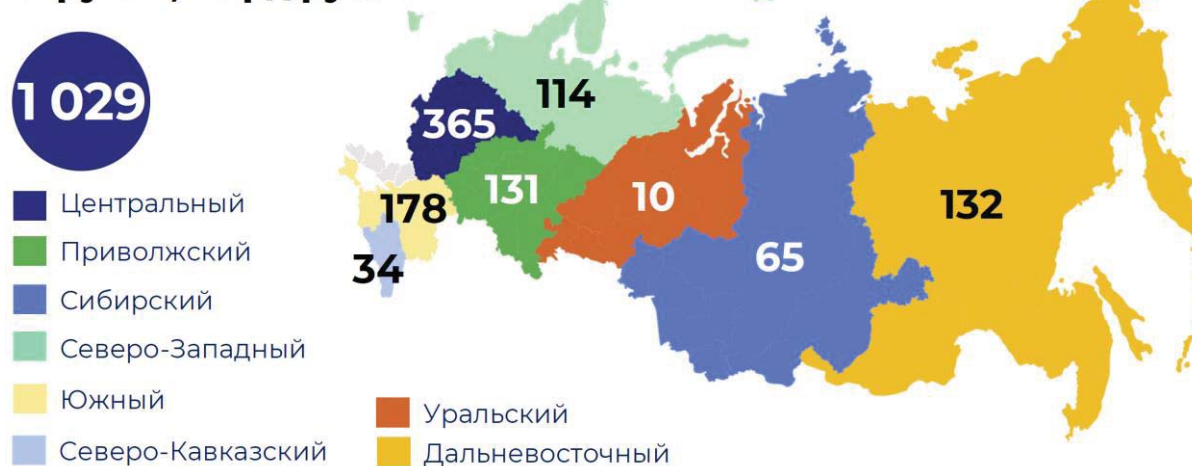 1 029
Центральный
Приволжский
Сибирский
Северо-Западный
Южный
Северо-Кавказский
Уральский
Дальневосточный
114
365
131
10
178
34
65
132